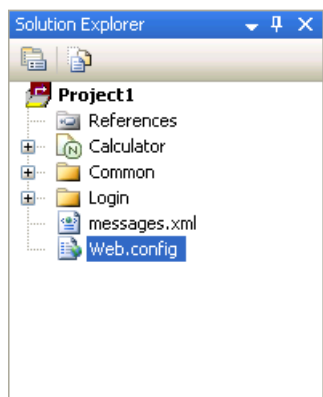 Solution Explorer
Project1
References
Calculator
Common
Login
messages.xml
Web.config